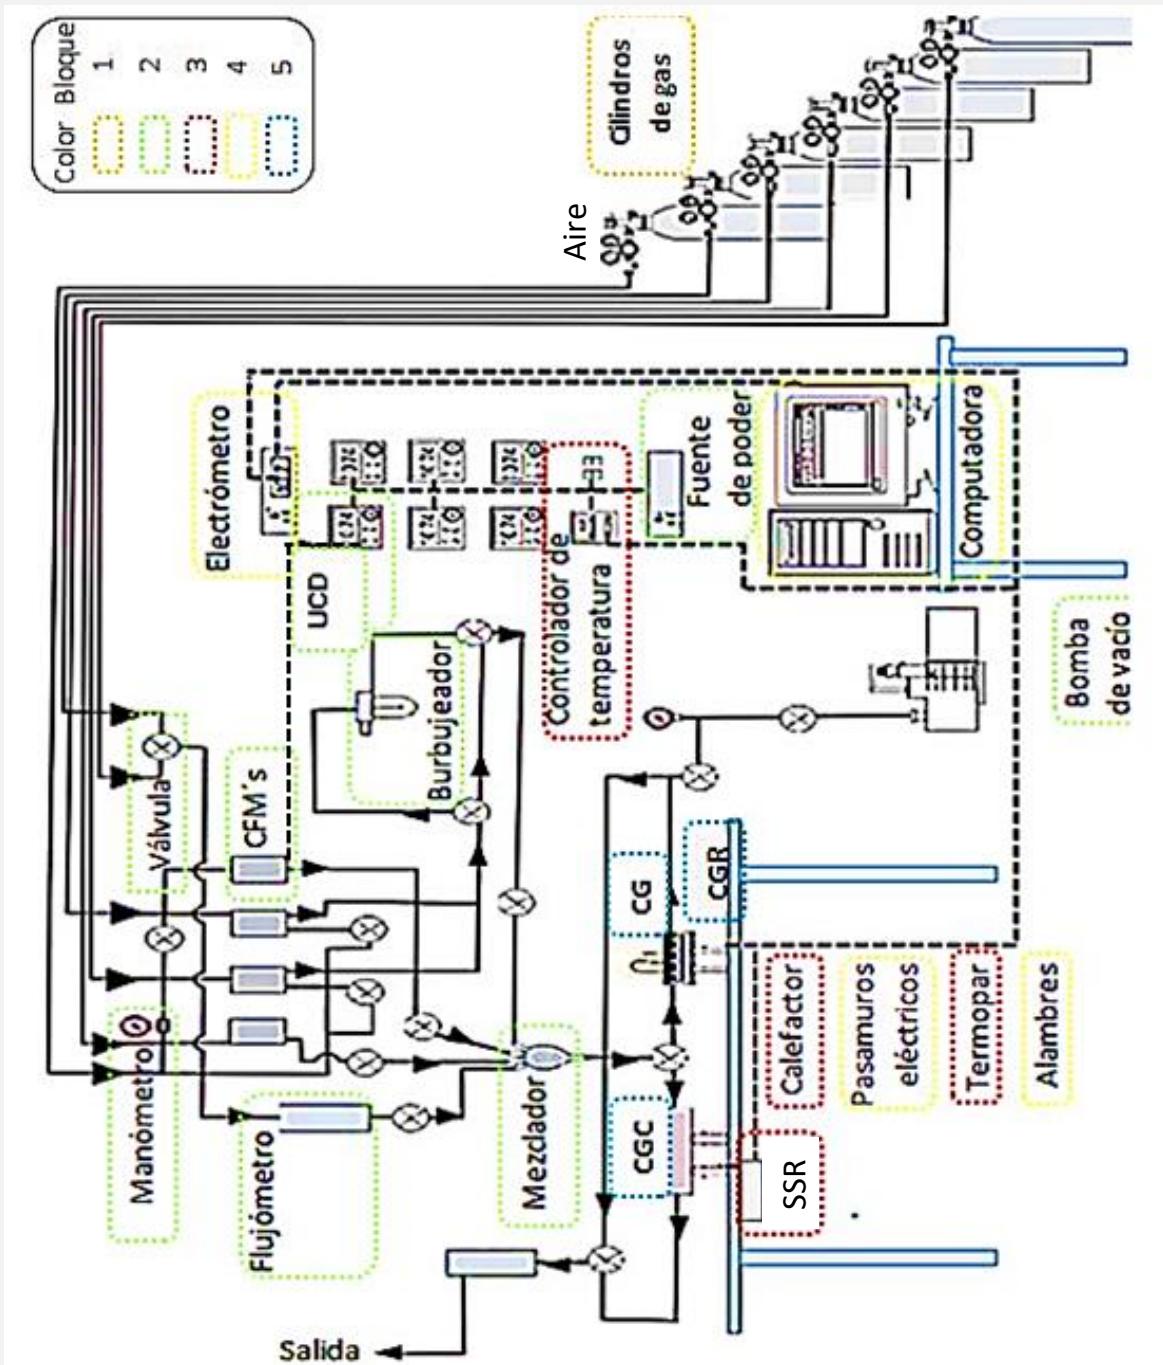 Color Bloque
1
2
3
4
5
Cilindros
de gas
Aire
Electrómetro
UCD
Burbujeador
Controlador de
temperatura
Fuente
de poder
Computadora
Bomba
de vacío
Válvula
CFM´s
Manómetro
Flujómetro
Mezclador
CG
CGR
CGC
SSR
Calefactor
Pasamuros
eléctricos
Termopar
Alambres
Salida